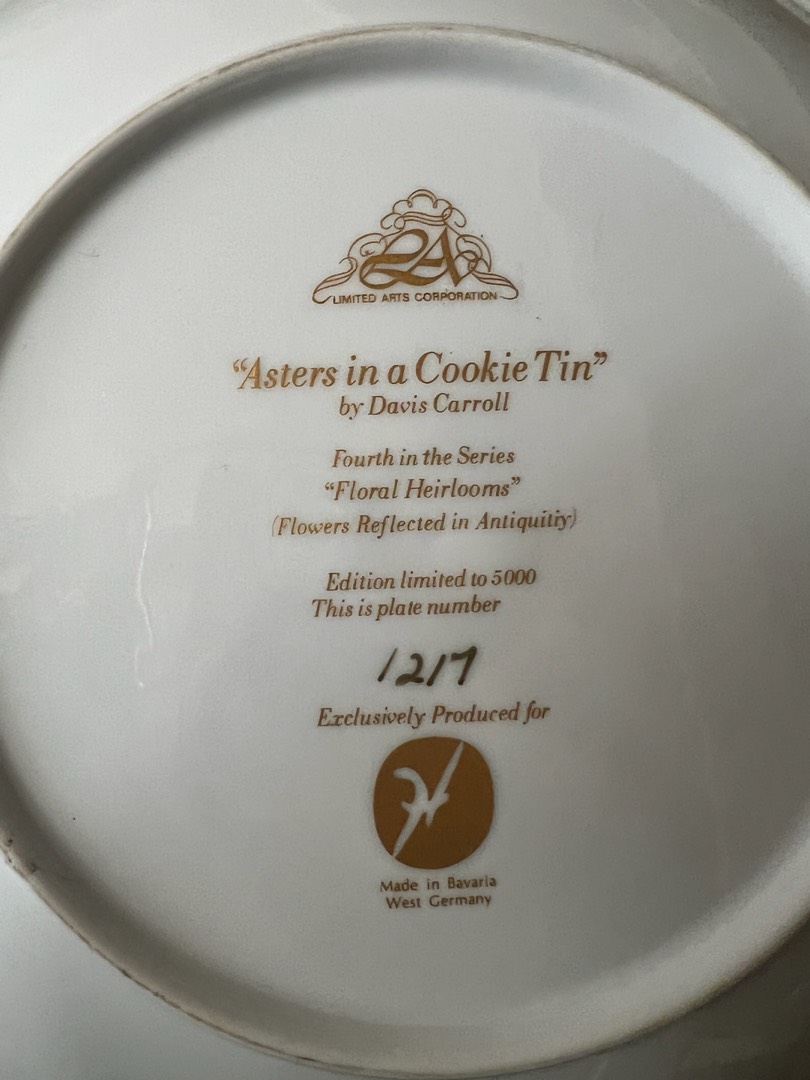 LA
LIMITED ARTS CORPORATION
“Asters in a Cookie Tin”
by Davis Carroll
Fourth in the Series
“Floral Heirlooms”
(Flowers Reflected in Antiquitiy)
Edition limited to 5000
This is plate number
1217
Exclusively Produced for
H
Made in Bavaria
West Germany